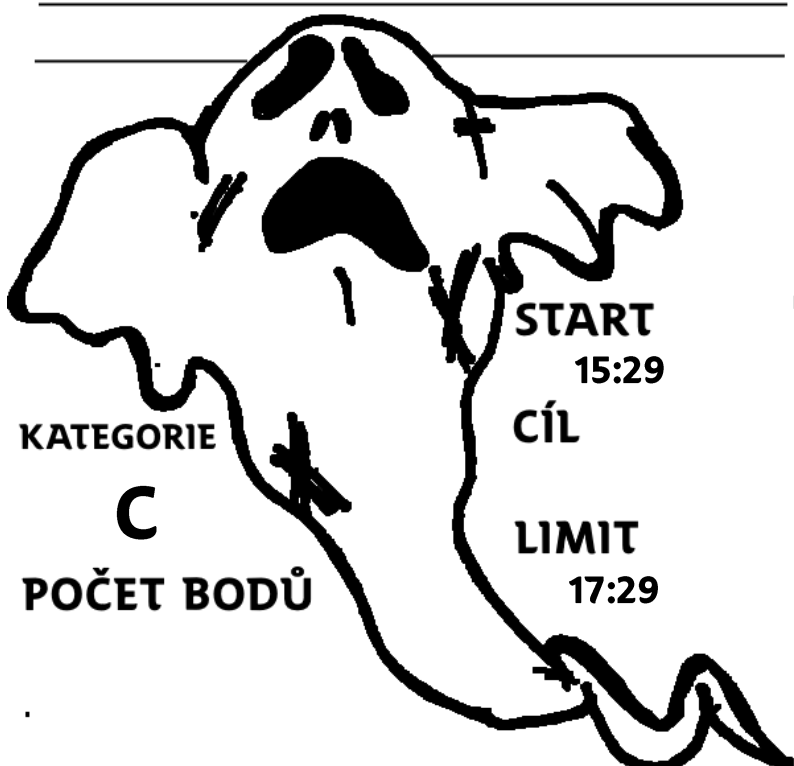 START
15:29
CÍL
KATEGORIE
C
LIMIT
17:29
POČET BODŮ